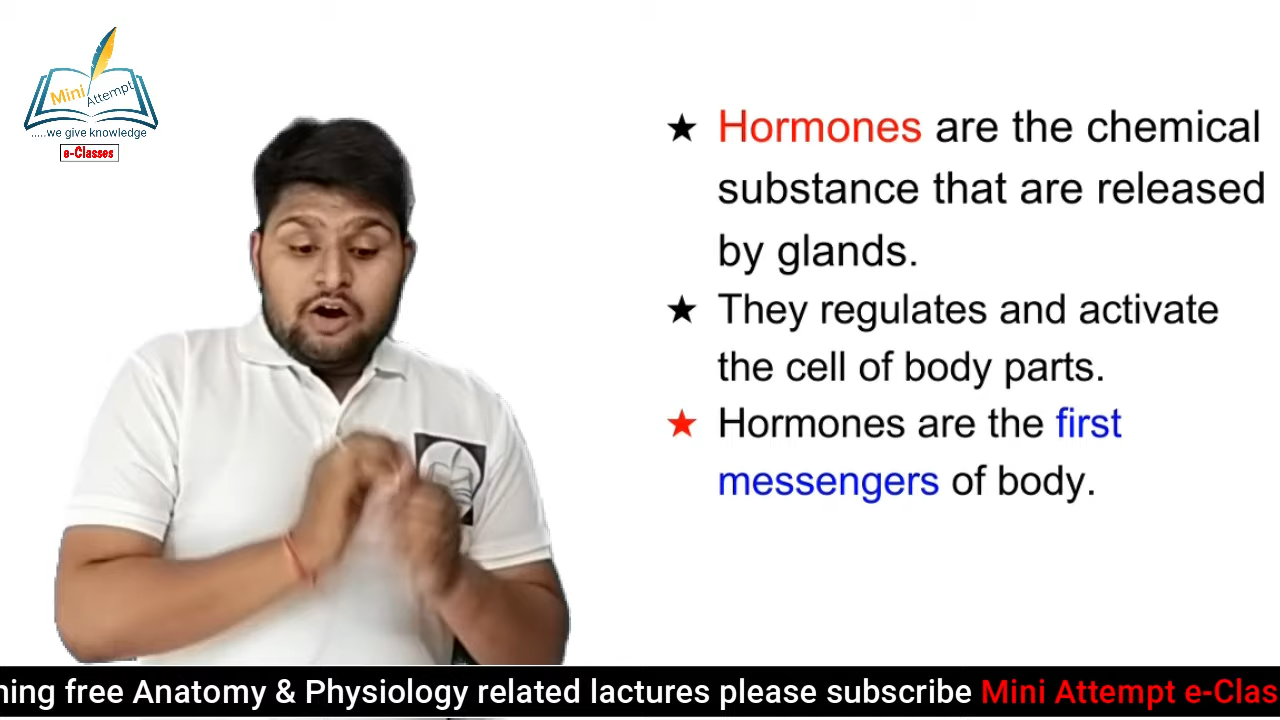 Mini Attempt
.....we give knowledge
e-Classes
★ Hormones are the chemical
substance that are released
by glands.
★ They regulates and activate
the cell of body parts.
★ Hormones are the first
messengers of body.
ning free Anatomy & Physiology related lactures please subscribe Mini Attempt e-Clas